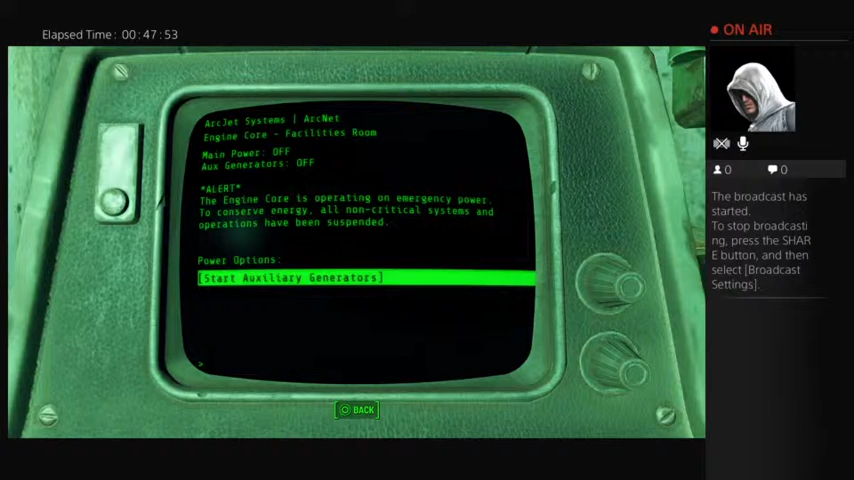 Elapsed Time: 00:47:53
ON AIR
ArcJet Systems | ArcNet
Engine Core - Facilities Room
Main Power: OFF
Aux Generators: OFF
*ALERT*
The Engine Core is operating on emergency power.
To conserve energy, all non-critical systems and
operations have been suspended.
Power Options:
[Start Auxiliary Generators]
>
BACK
0
0
The broadcast has
started.
To stop broadcasti
ng, press the SHAR
E button, and then
select [Broadcast
Settings].